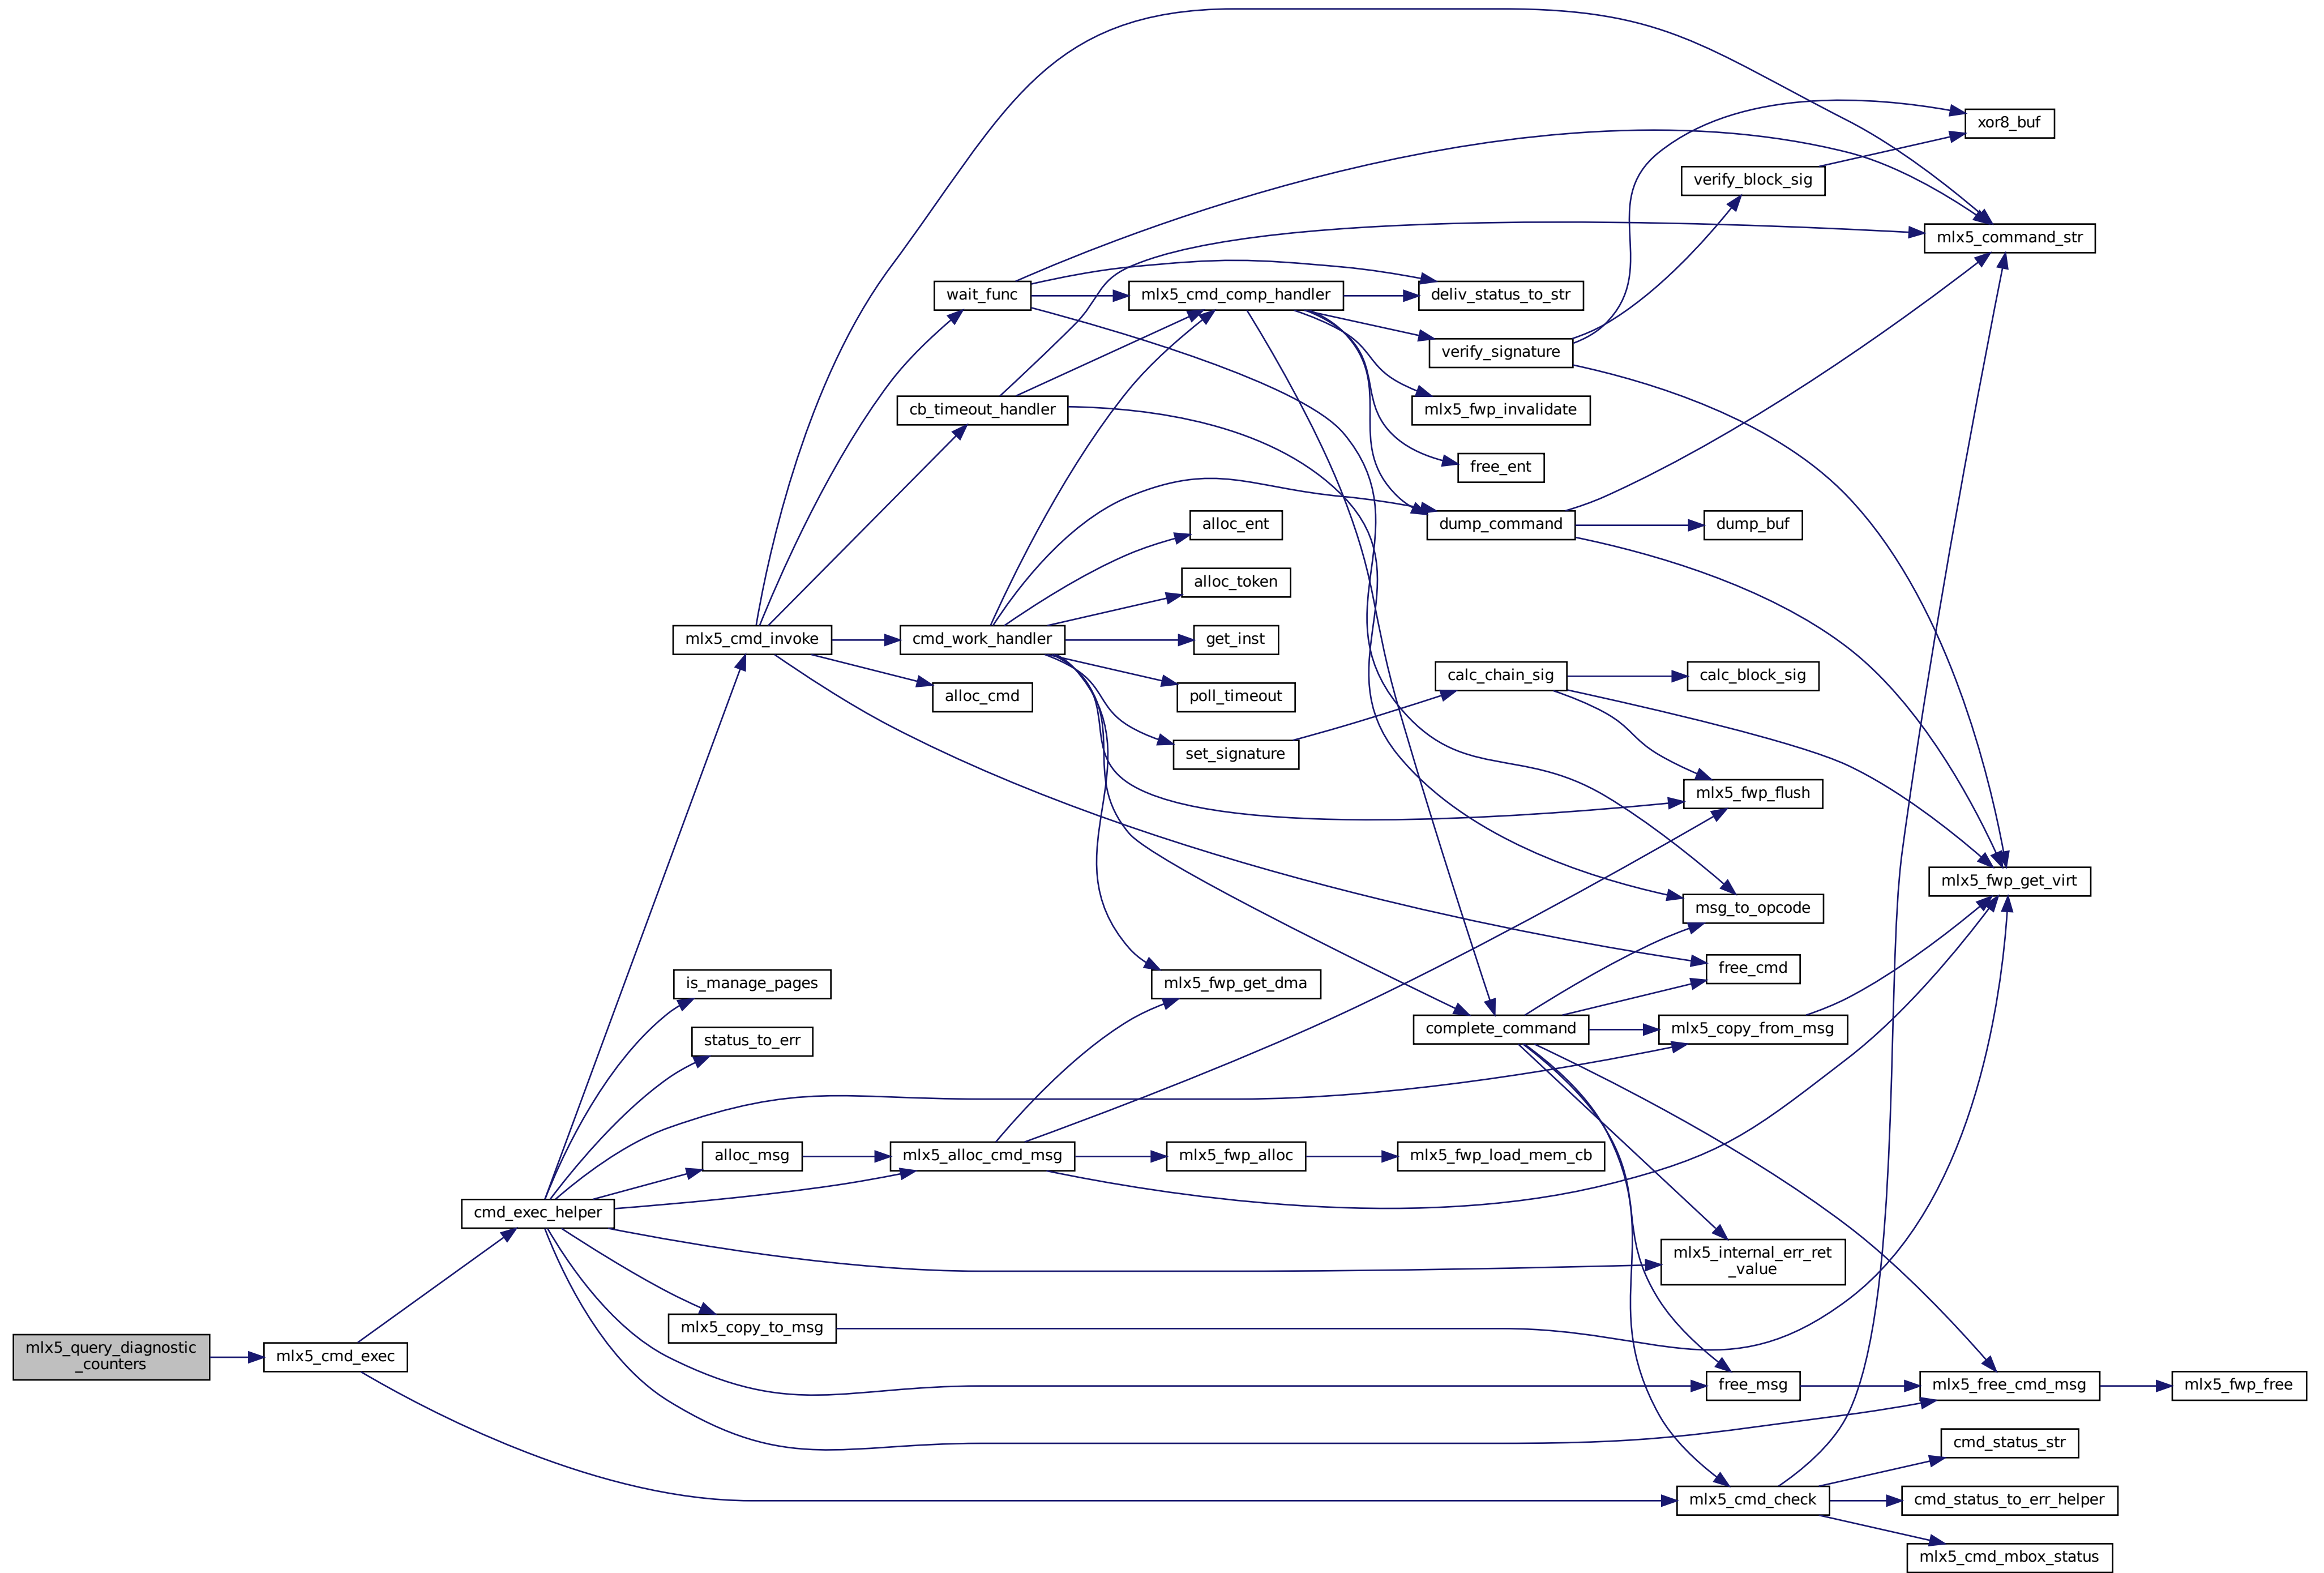 xor8_buf
verify_block_sig
mlx5_command_str
wait_func
mlx5_cmd_comp_handler
deliv_status_to_str
verify_signature
cb_timeout_handler
mlx5_fwp_invalidate
free_ent
alloc_ent
dump_command
dump_buf
alloc_token
mlx5_cmd_invoke
cmd_work_handler
get_inst
calc_chain_sig
calc_block_sig
alloc_cmd
poll_timeout
set_signature
mlx5_fwp_flush
mlx5_fwp_get_virt
msg_to_opcode
free_cmd
is_manage_pages
mlx5_fwp_get_dma
complete_command
mlx5_copy_from_msg
status_to_err
alloc_msg
mlx5_alloc_cmd_msg
mlx5_fwp_alloc
mlx5_fwp_load_mem_cb
cmd_exec_helper
mlx5_internal_err_ret
_value
mlx5_copy_to_msg
mlx5_query_diagnostic
_counters
mlx5_cmd_exec
free_msg
mlx5_free_cmd_msg
mlx5_fwp_free
cmd_status_str
mlx5_cmd_check
cmd_status_to_err_helper
mlx5_cmd_mbox_status